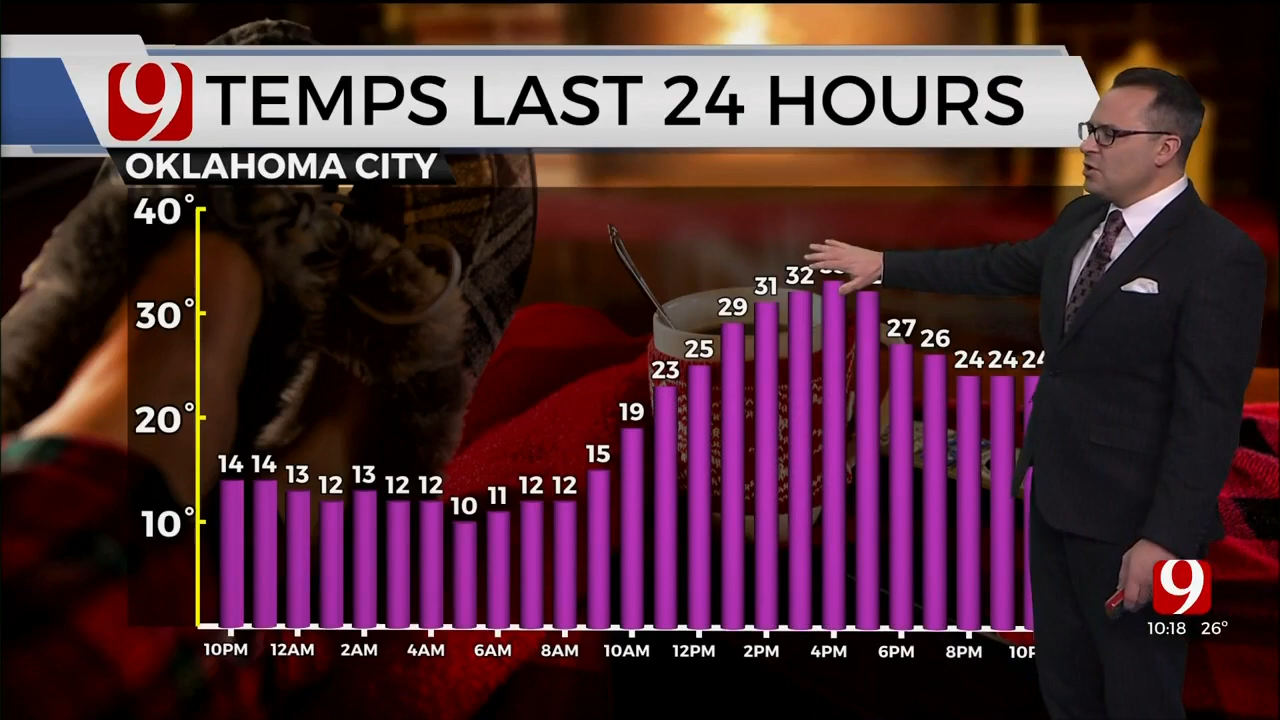 9 TEMPS LAST 24 HOURS
OKLAHOMA CITY
40°
30°
20°
10°
14 14 13 12 13 12 12 10 11 12 12 15 19 23 25 29 31 32 27 26 24 24 24
10PM 12AM 2AM 4AM 6AM 8AM 10AM 12PM 2PM 4PM 6PM 8PM
9
10:18 26°